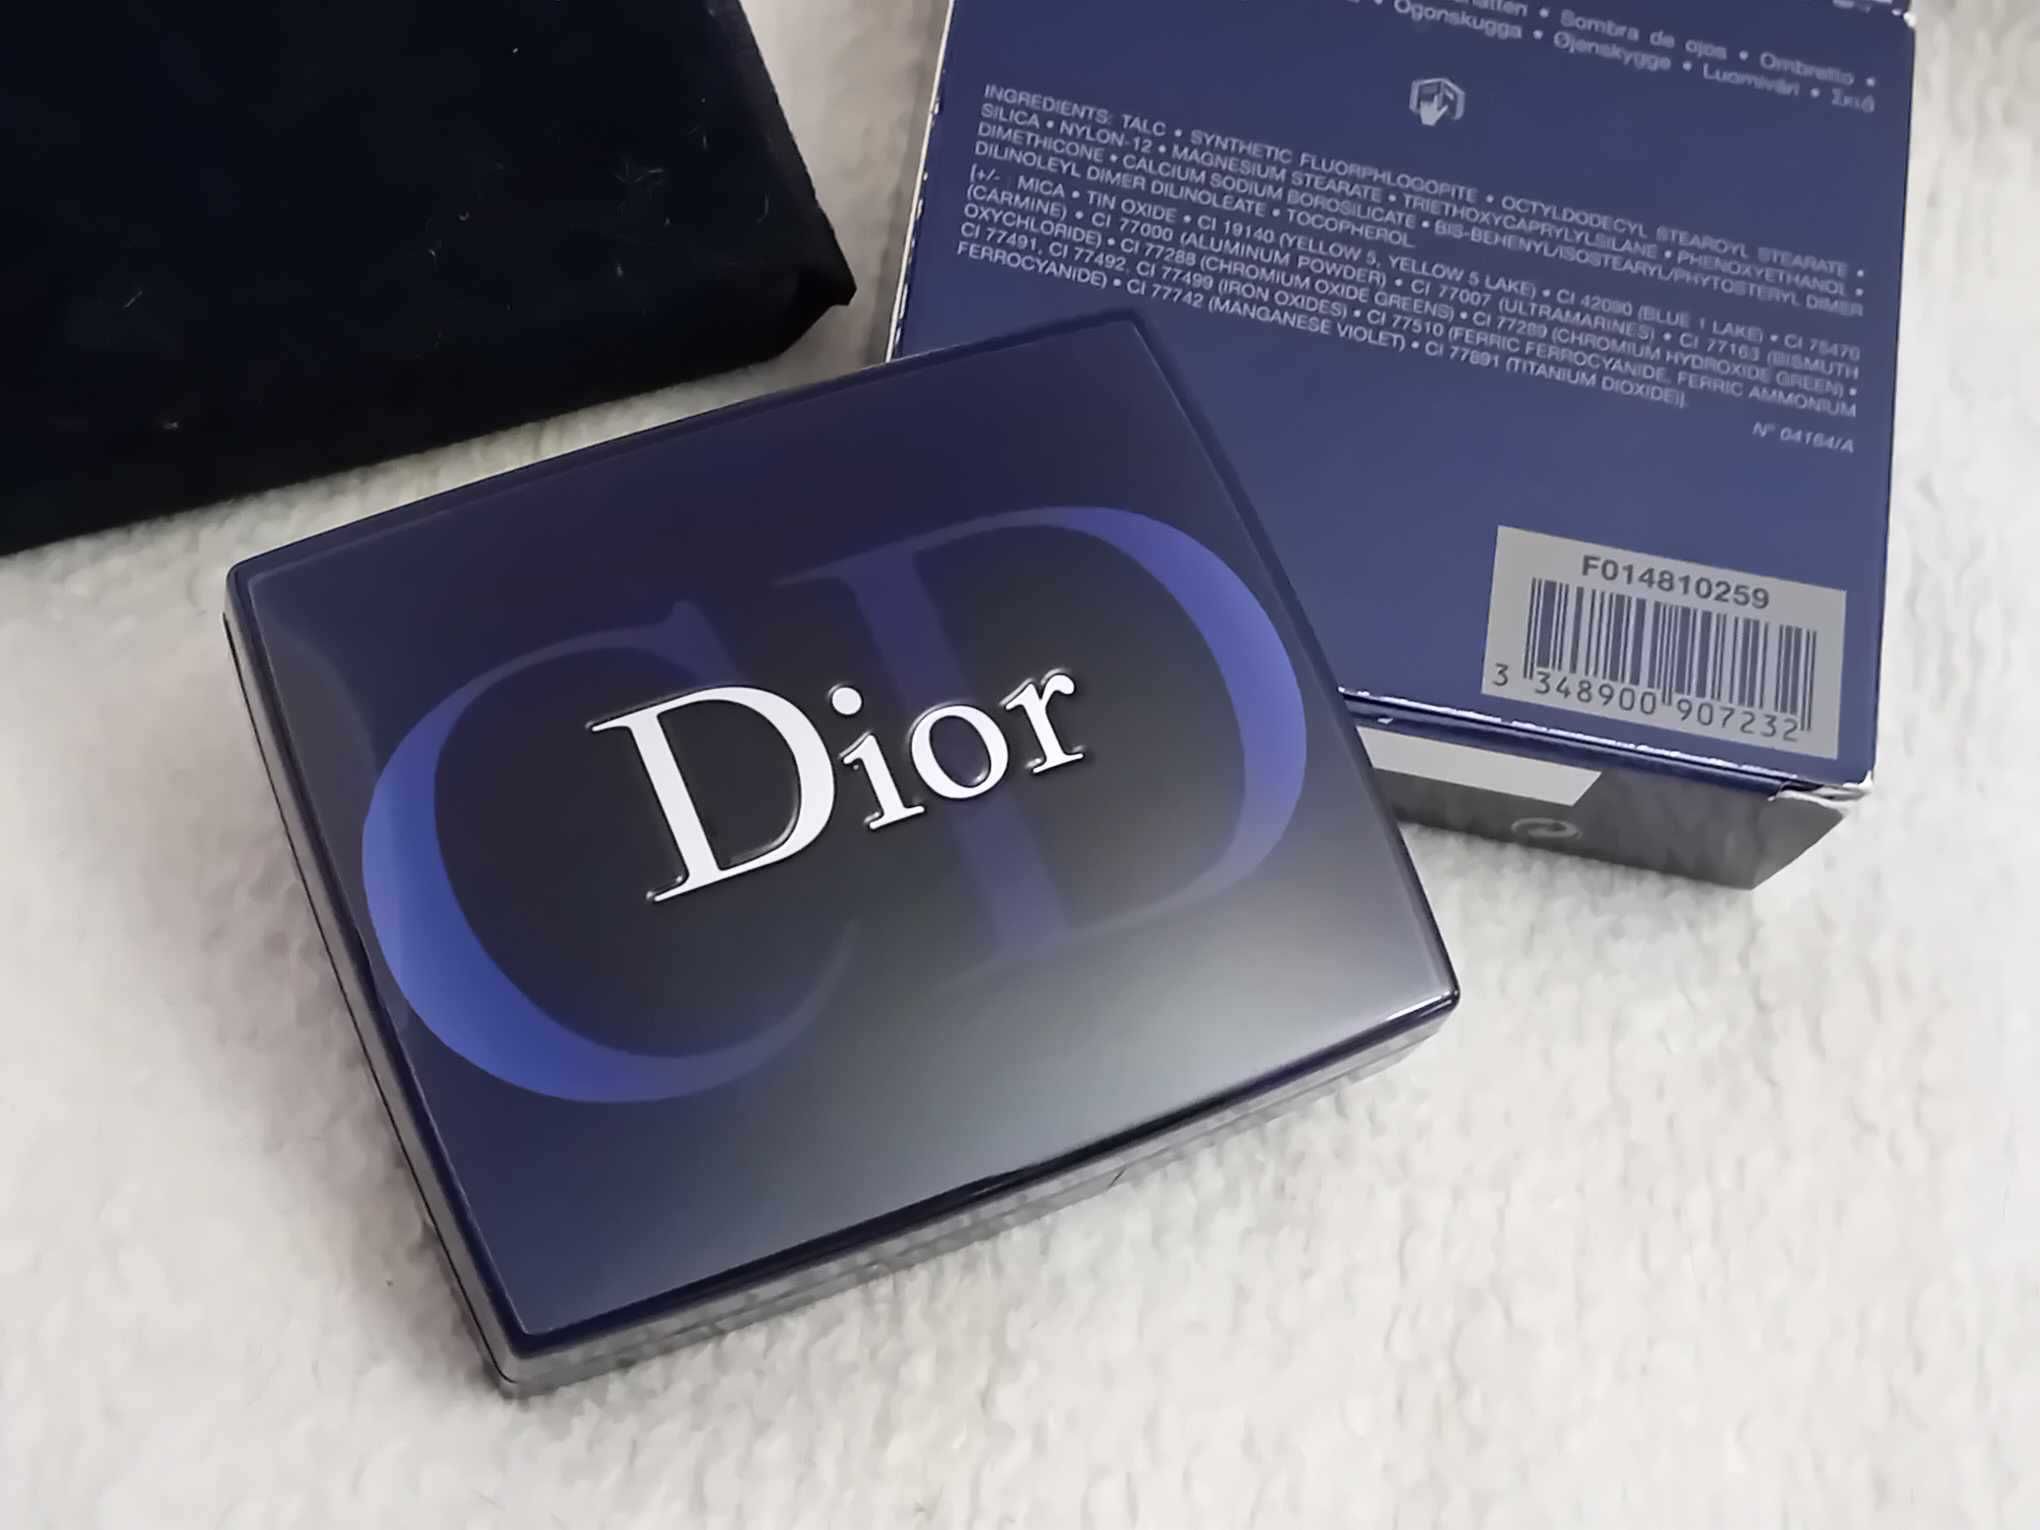 Sombra de ojos • Ombretto •
Ögonskugga • Øjenskygge • Luomiväri • Σκιά
INGREDIENTS: TALC • SYNTHETIC FLUORPHLOGOPITE • OCTYLDODECYL STEAROYL STEARATE •
SILICA • NYLON-12 • MAGNESIUM STEARATE • TRIETHOXYCAPRYLYLSILANE • PHENOXYETHANOL •
DIMETHICONE • CALCIUM SODIUM BOROSILICATE • BIS-BEHENYL/ISOSTEARYL/PHYTOSTERYL DIMER
DILINOLEYL DIMER DILINOLEATE • TOCOPHEROL
[+/- MICA • TIN OXIDE • CI 19140 (YELLOW 5, YELLOW 5 LAKE) • CI 42090 (BLUE 1 LAKE) • CI 75470
(CARMINE) • CI 77000 (ALUMINUM POWDER) • CI 77007 (ULTRAMARINES) • CI 77163 (BISMUTH
OXYCHLORIDE) • CI 77288 (CHROMIUM OXIDE GREENS) • CI 77289 (CHROMIUM HYDROXIDE GREEN) •
CI 77491, CI 77492, CI 77499 (IRON OXIDES) • CI 77510 (FERRIC FERROCYANIDE, FERRIC AMMONIUM
FERROCYANIDE) • CI 77742 (MANGANESE VIOLET) • CI 77891 (TITANIUM DIOXIDE)].
N° 04164/A
F014810259
3 348900 907232
CD
Dior